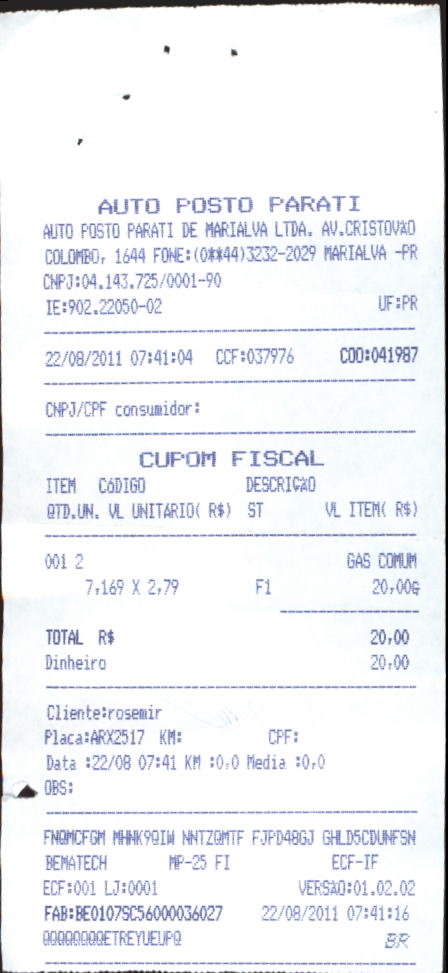 AUTO POSTO PARATI
AUTO POSTO PARATI DE MARIALVA LTDA. AV.CRISTOVÃO
COLOMBO, 1644 FONE:(0**44)3232-2029 MARIALVA -PR
CNPJ:04.143.725/0001-90
IE:902.22050-02 UF:PR
22/08/2011 07:41:04 CCF:037976 COO:041987
CNPJ/CPF consumidor:
CUPOM FISCAL
ITEM CóDIGO DESCRIÇÃO
QTD.UN. VL UNITÁRIO( R$) ST VL ITEM( R$)
001 2 GAS COMUM
7,169 X 2,79 F1 20,00G
TOTAL R$ 20,00
Dinheiro 20,00
Cliente:rosemir
Placa:ARX2517 KM: CPF:
Data :22/08 07:41 KM :0,0 Media :0,0
OBS:
FNQMCFGM MHNK9QIW NNTZQMTF FJPD48GJ GHLD5CDUNFSN
BEMATECH MP-25 FI ECF-IF
ECF:001 LJ:0001 VERSÃO:01.02.02
FAB:BE0107SC56000036027 22/08/2011 07:41:16
QQQQQQQQETREYUEUPQ BR